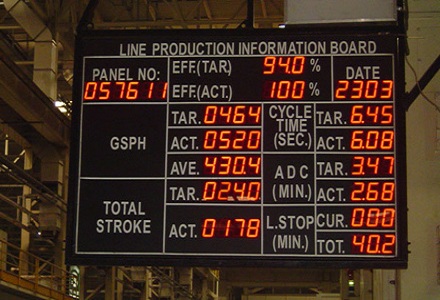 LINE PRODUCTION INFORMATION BOARD
PANEL NO: EFF.(TAR) 94.0 % DATE
057611 EFF.(ACT.) 100 % 2303
GSPH TAR. 0464 CYCLE TIME (SEC.) TAR. 6.45
ACT. 0520 ACT. 6.08
AVE. 430.4 ADC (MIN.) TAR. 3.47
TOTAL STROKE TAR. 0240 ACT. 2.68
ACT. 0178 L.STOP (MIN.) CUR. 000
TOT. 40.2